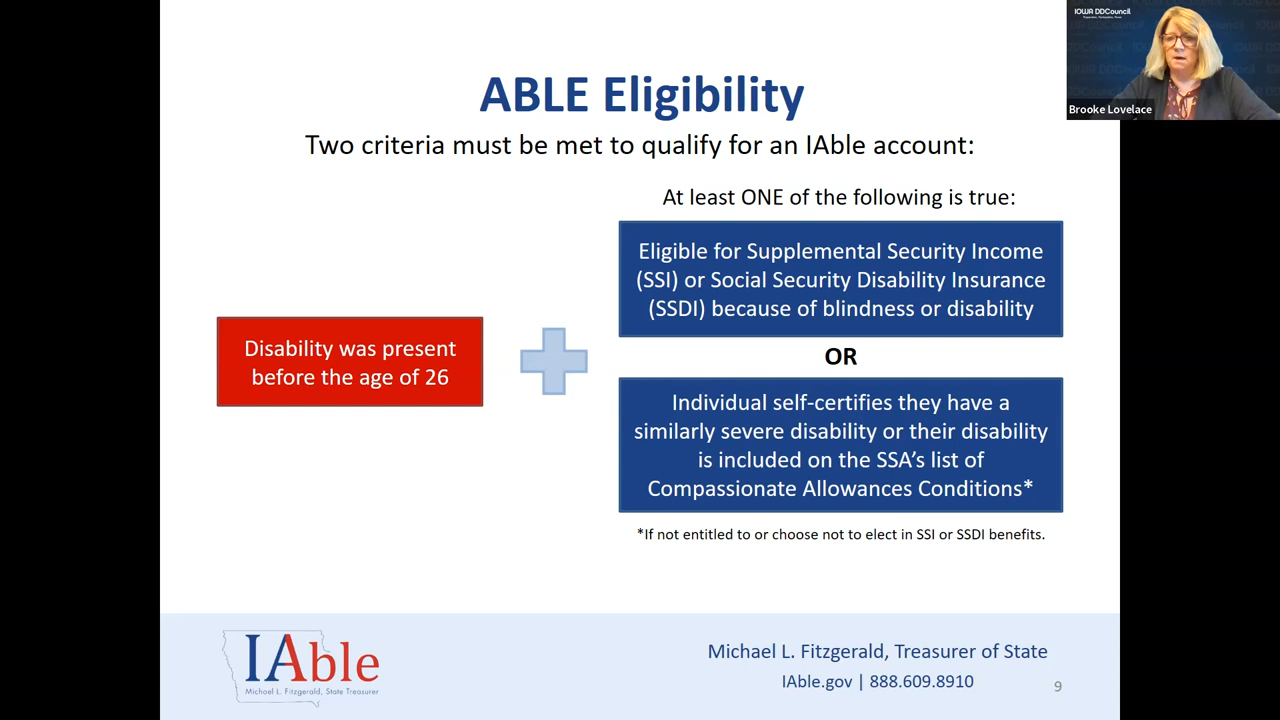 IOWA DDCouncil
Brooke Lovelace
ABLE Eligibility
Two criteria must be met to qualify for an IAble account:
At least ONE of the following is true:
Eligible for Supplemental Security Income
(SSI) or Social Security Disability Insurance
(SSDI) because of blindness or disability
Disability was present
before the age of 26
OR
Individual self-certifies they have a
similarly severe disability or their disability
is included on the SSA's list of
Compassionate Allowances Conditions*
*If not entitled to or choose not to elect in SSI or SSDI benefits.
IAble
Michael L. Fitzgerald, State Treasurer
Michael L. Fitzgerald, Treasurer of State
IAble.gov | 888.609.8910
9